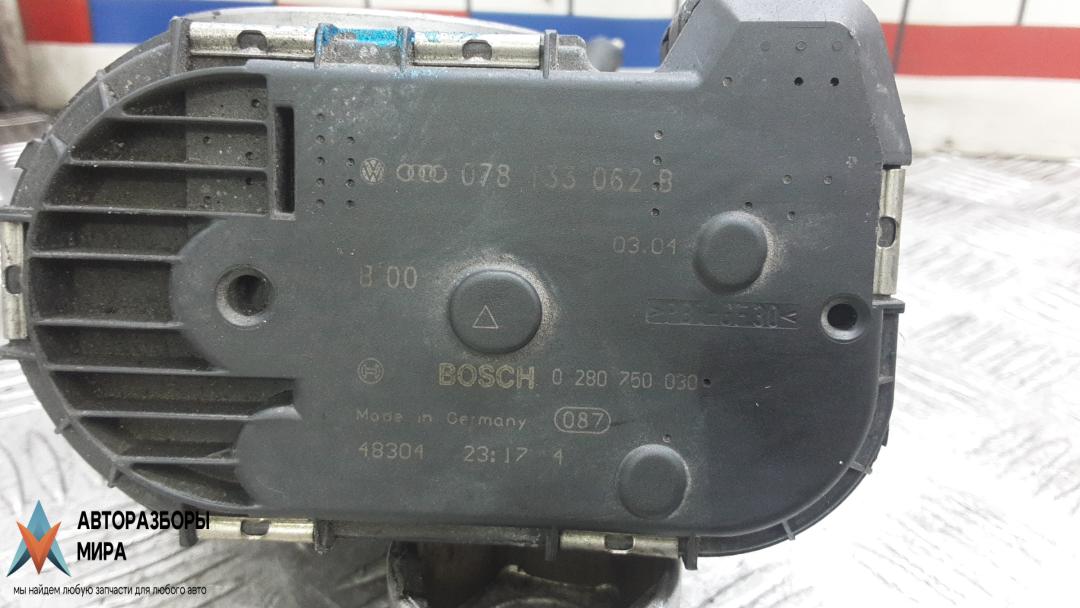 078 133 062 B
03.04
B 00
BOSCH 0 280 750 030
Made in Germany 087
48304 23:17 4
АВТОРАЗБОРЫ
МИРА
мы найдем любую запчасти для любого авто